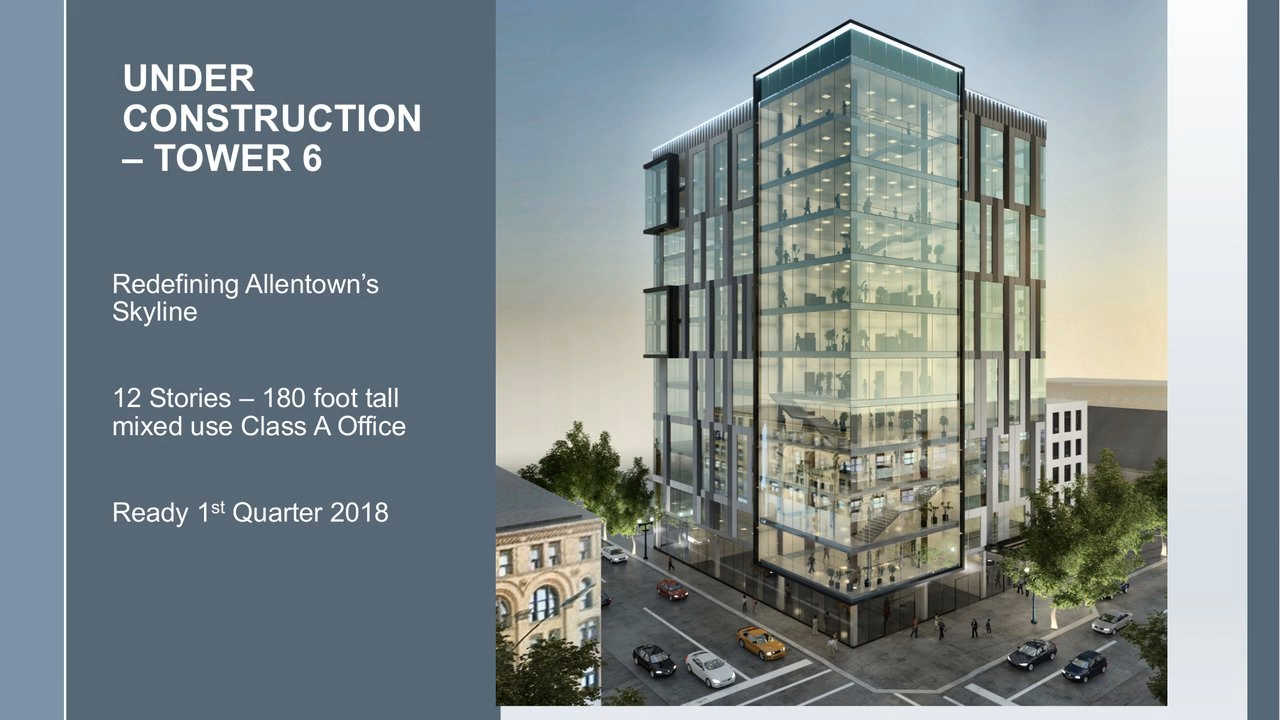 UNDER
CONSTRUCTION
– TOWER 6
Redefining Allentown’s
Skyline
12 Stories – 180 foot tall
mixed use Class A Office
Ready 1st Quarter 2018